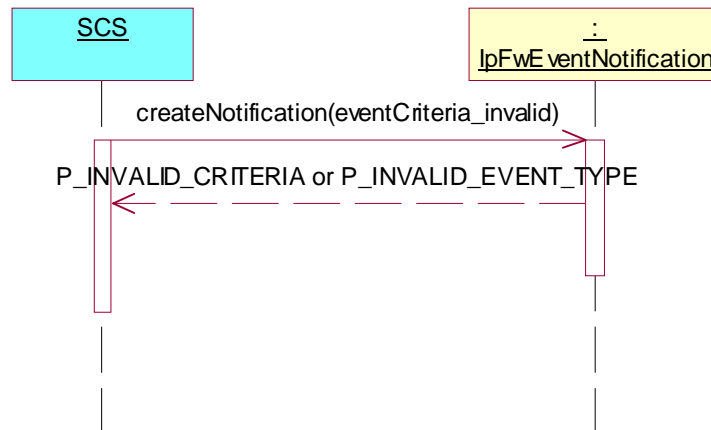 SCS
:
IpFwEventNotification
createNotification(eventCriteria_invalid)
P_INVALID_CRITERIA or P_INVALID_EVENT_TYPE